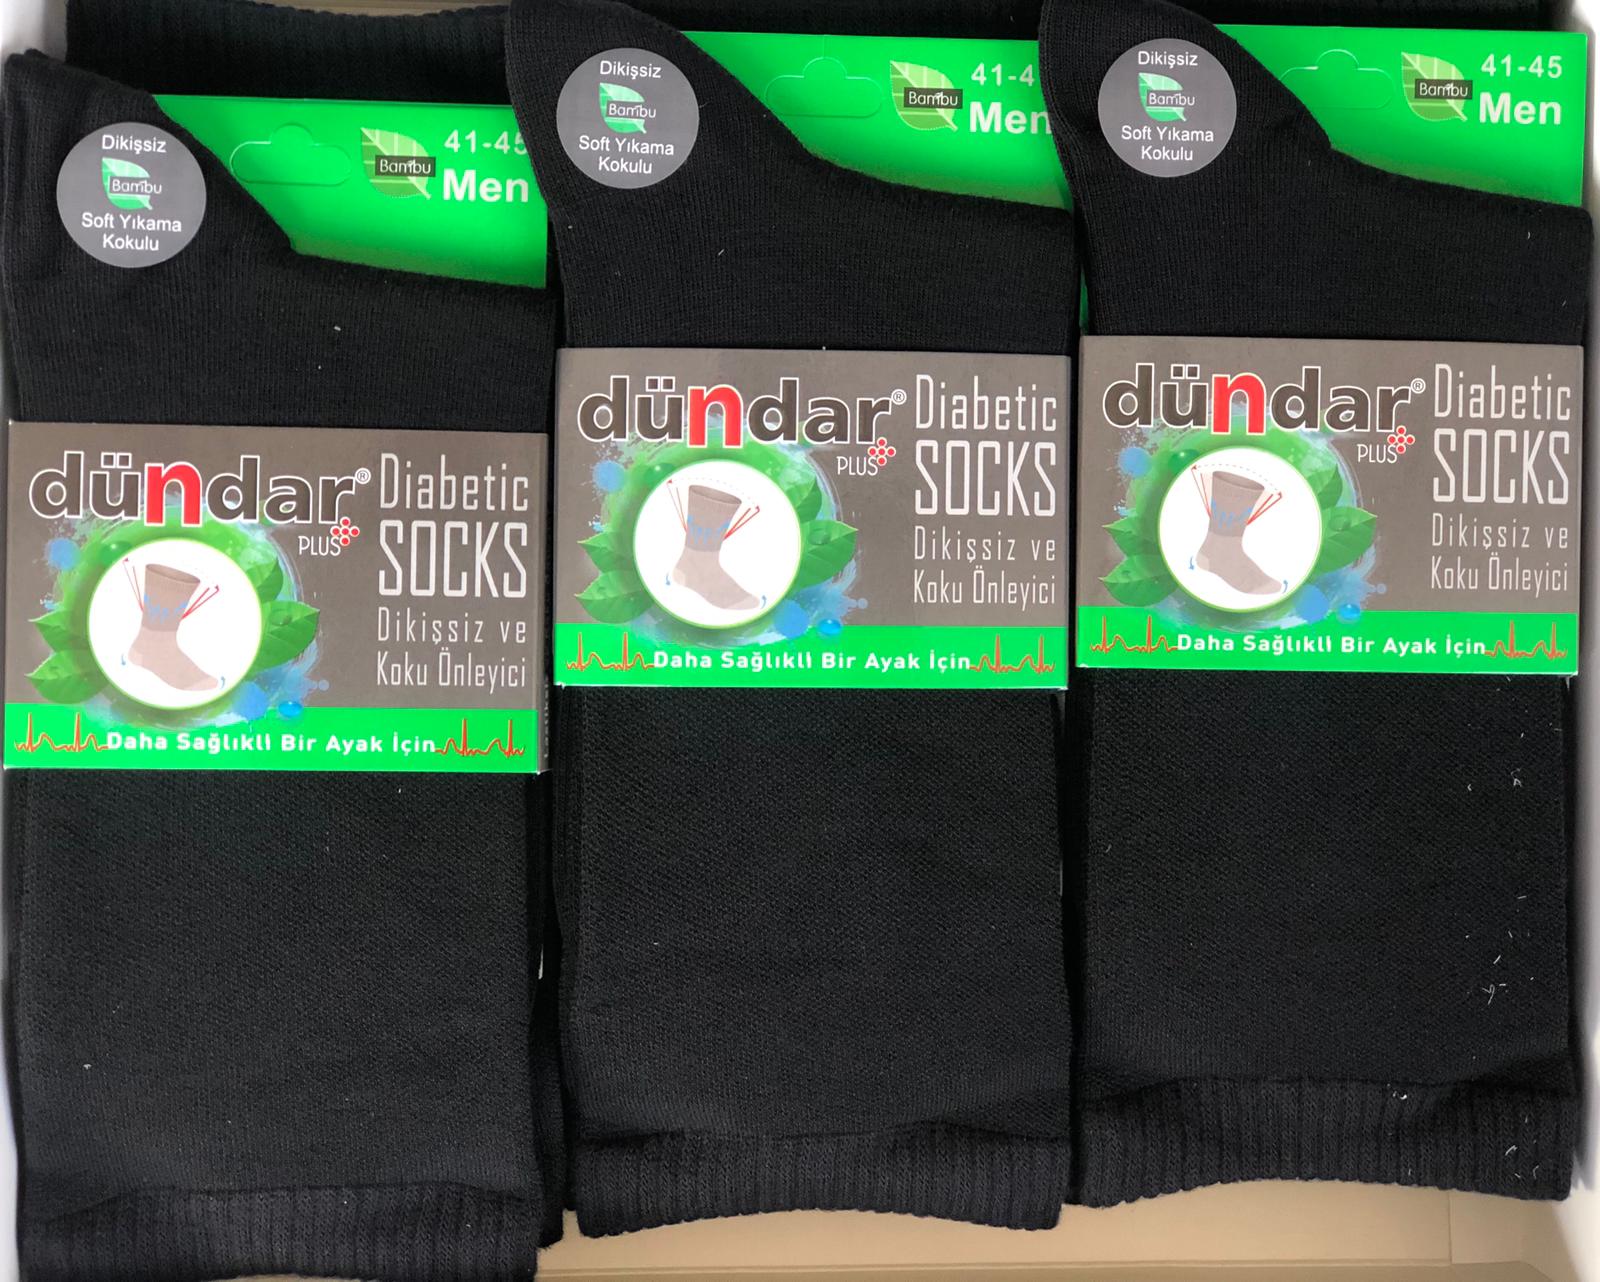 Dikişsiz
Bambu
Soft Yıkama
Kokulu
Bambu
41-45
Men
dündar®
PLUS
Diabetic
SOCKS
Dikişsiz ve
Koku Önleyici
Daha Sağlıklı Bir Ayak İçin
Dikişsiz
Bambu
Soft Yıkama
Kokulu
Bambu
41-4
Men
dündar®
PLUS
Diabetic
SOCKS
Dikişsiz ve
Koku Önleyici
Daha Sağlıklı Bir Ayak İçin
Dikişsiz
Bambu
Soft Yıkama
Kokulu
Bambu
41-45
Men
dündar®
PLUS
Diabetic
SOCKS
Dikişsiz ve
Koku Önleyici
Daha Sağlıklı Bir Ayak İçin